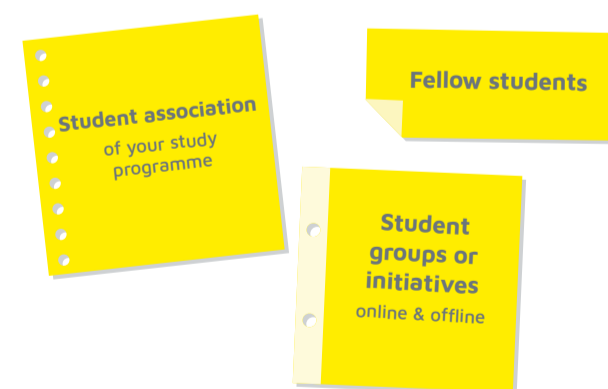 Student association
of your study
programme
Fellow students
Student
groups or
initiatives
online & offline